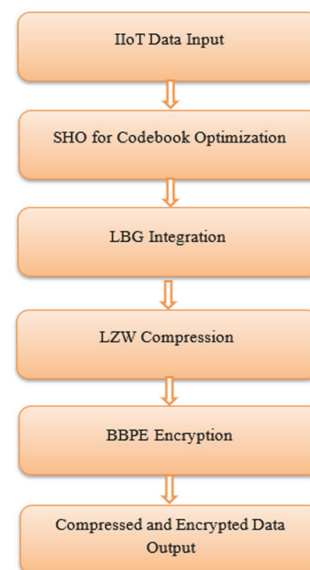 IIoT Data Input
SHO for Codebook Optimization
LBG Integration
LZW Compression
BBPE Encryption
Compressed and Encrypted Data
Output